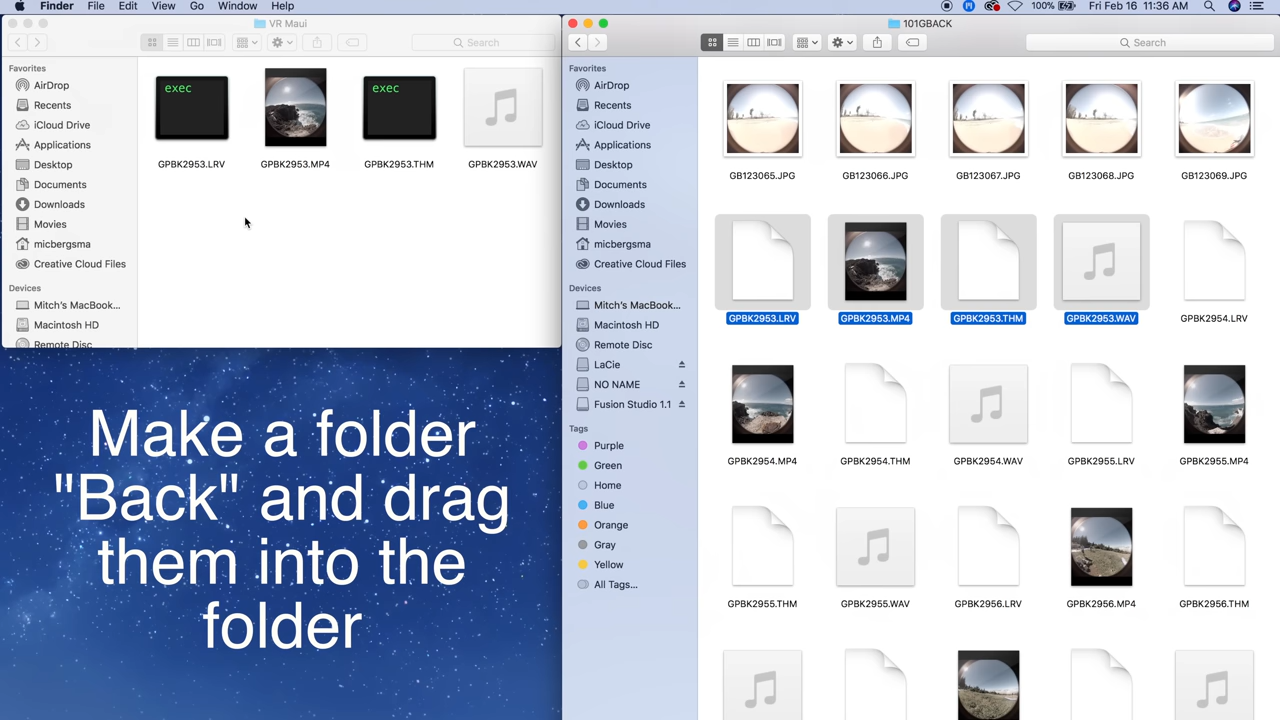 Finder File Edit View Go Window Help
100% Fri Feb 16 11:36 AM
VR Maui
Search
Favorites
AirDrop
Recents
iCloud Drive
Applications
Desktop
Documents
Downloads
Movies
micbergsma
Creative Cloud Files
Devices
Mitch's MacBook...
Macintosh HD
Remote Disc
exec
exec
GPBK2953.LRV
GPBK2953.MP4
GPBK2953.THM
GPBK2953.WAV
Make a folder
"Back" and drag
them into the
folder
101GBACK
Search
Favorites
AirDrop
Recents
iCloud Drive
Applications
Desktop
Documents
Downloads
Movies
micbergsma
Creative Cloud Files
Devices
Mitch's MacBook...
Macintosh HD
Remote Disc
LaCie
NO NAME
Fusion Studio 1.1
Tags
Purple
Green
Home
Blue
Orange
Gray
Yellow
All Tags...
GB123065.JPG
GB123066.JPG
GB123067.JPG
GB123068.JPG
GB123069.JPG
GPBK2953.LRV
GPBK2953.MP4
GPBK2953.THM
GPBK2953.WAV
GPBK2954.LRV
GPBK2954.MP4
GPBK2954.THM
GPBK2954.WAV
GPBK2955.LRV
GPBK2955.MP4
GPBK2955.THM
GPBK2955.WAV
GPBK2956.LRV
GPBK2956.MP4
GPBK2956.THM